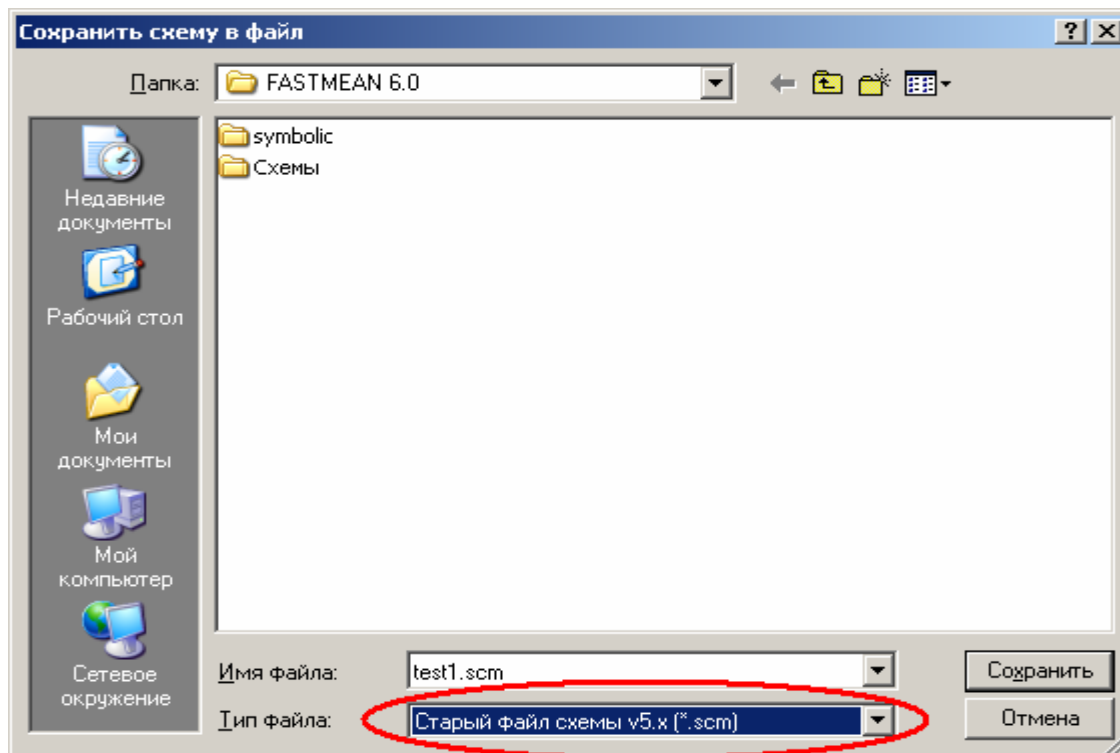 Сохранить схему в файл
Папка:
FASTMEAN 6.0
symbolic
Схемы
Недавние
документы
Рабочий стол
Мои
документы
Мой
компьютер
Сетевое
окружение
Имя файла:
test1.scm
Сохранить
Тип файла:
Старый файл схемы v5.x (*.scm)
Отмена